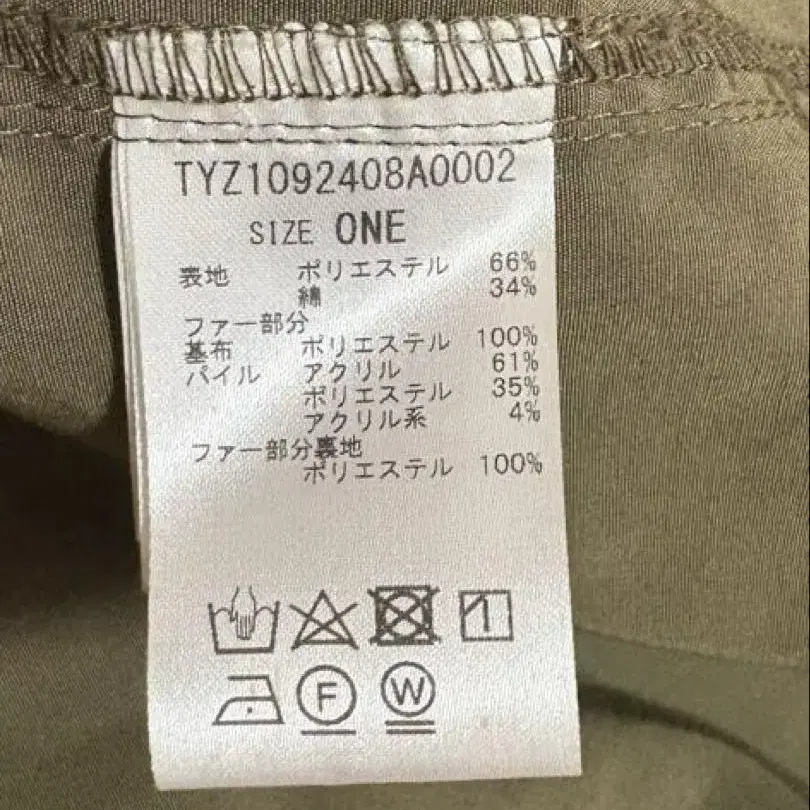 TYZ1092408A0002
SIZE ONE
表地 ポリエステル 66%
綿 34%
ファー部分
基布 ポリエステル 100%
パイル アクリル 61%
ポリエステル 35%
アクリル系 4%
ファー部分裏地
ポリエステル 100%
F W